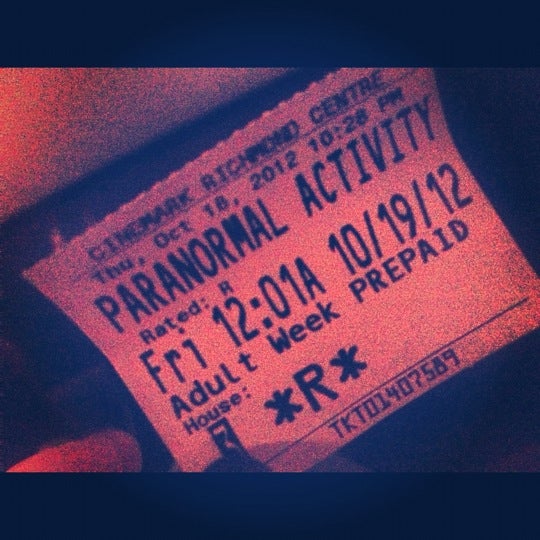 CINEMARK RICHMOND CENTRE
Thu, Oct 18, 2012 10:28 PM
PARANORMAL ACTIVITY
Rated: R
Fri 12:01A 10/19/12
Adult Week PREPAID
House:
*R*
TKT01407589